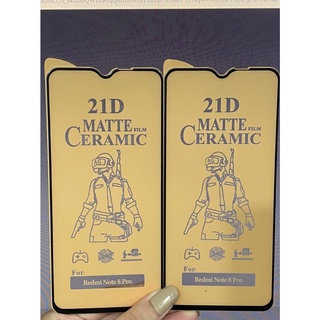 21D
MATTE FILM
CERAMIC
For
Redmi Note 8 Pro
21D
MATTE FILM
CERAMIC
For
Redmi Note 8 Pro